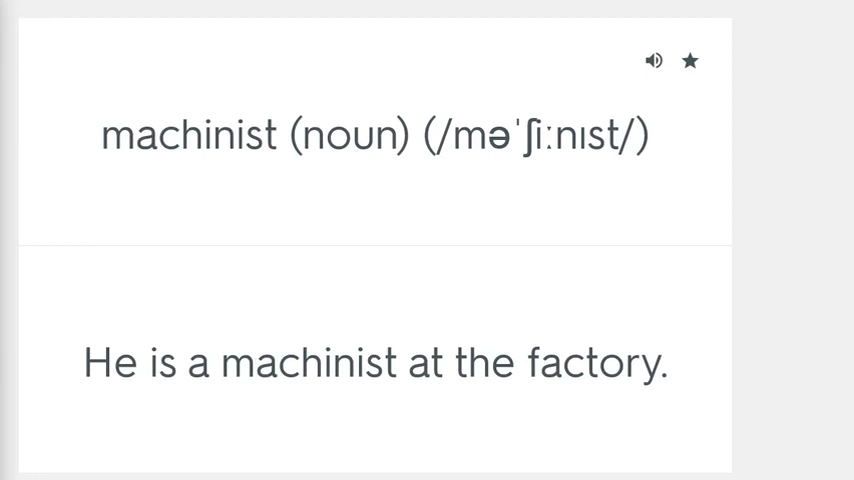 machinist (noun) (/məˈʃiːnɪst/)
He is a machinist at the factory.